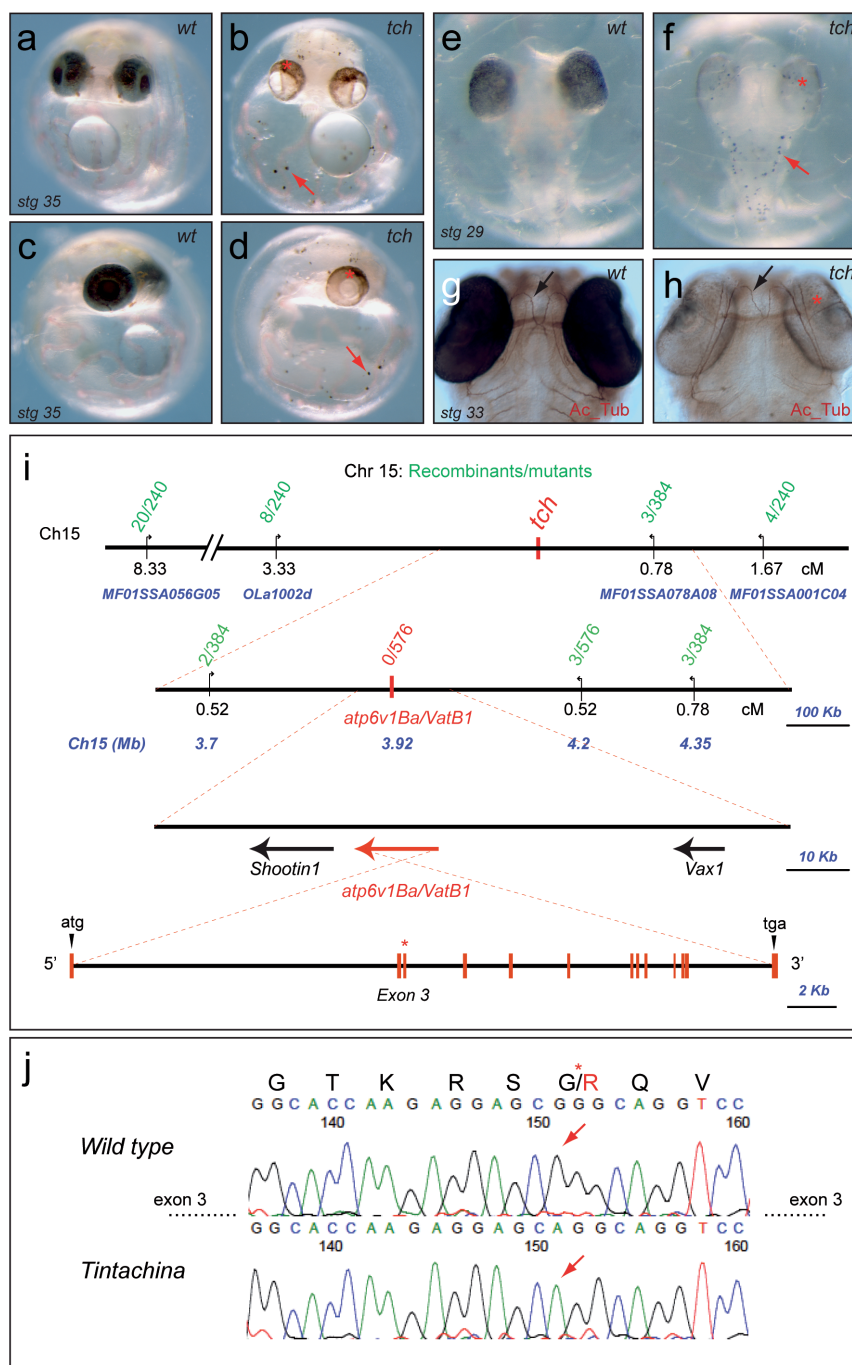 a wt
b tch
e wt
f tch
stg 35
stg 29
c wt
d tch
g wt
h tch
stg 35
stg 33 Ac_Tub
Ac_Tub
i
Chr 15: Recombinants/mutants
20/240 8/240 tch 3/384 4/240
Ch15
8.33 3.33 0.78 1.67 cM
MF01SSA056G05 OLa1002d MF01SSA078A08 MF01SSA001C04
2/384 0/576 3/576 3/384
0.52 0.52 0.78 cM
atp6v1Ba/VatB1
100 Kb
Ch15 (Mb) 3.7 3.92 4.2 4.35
Shootin1 Vax1
10 Kb
atp6v1Ba/VatB1
atg tga
*
5’ 3’
Exon 3
2 Kb
j
*
G T K R S G/R Q V
G G C A C C A A G A G G A G C G G G C A G G T C C
140 150 160
Wild type
exon 3 exon 3
G G C A C C A A G A G G A G C A G G C A G G T C C
140 150 160
Tintachina